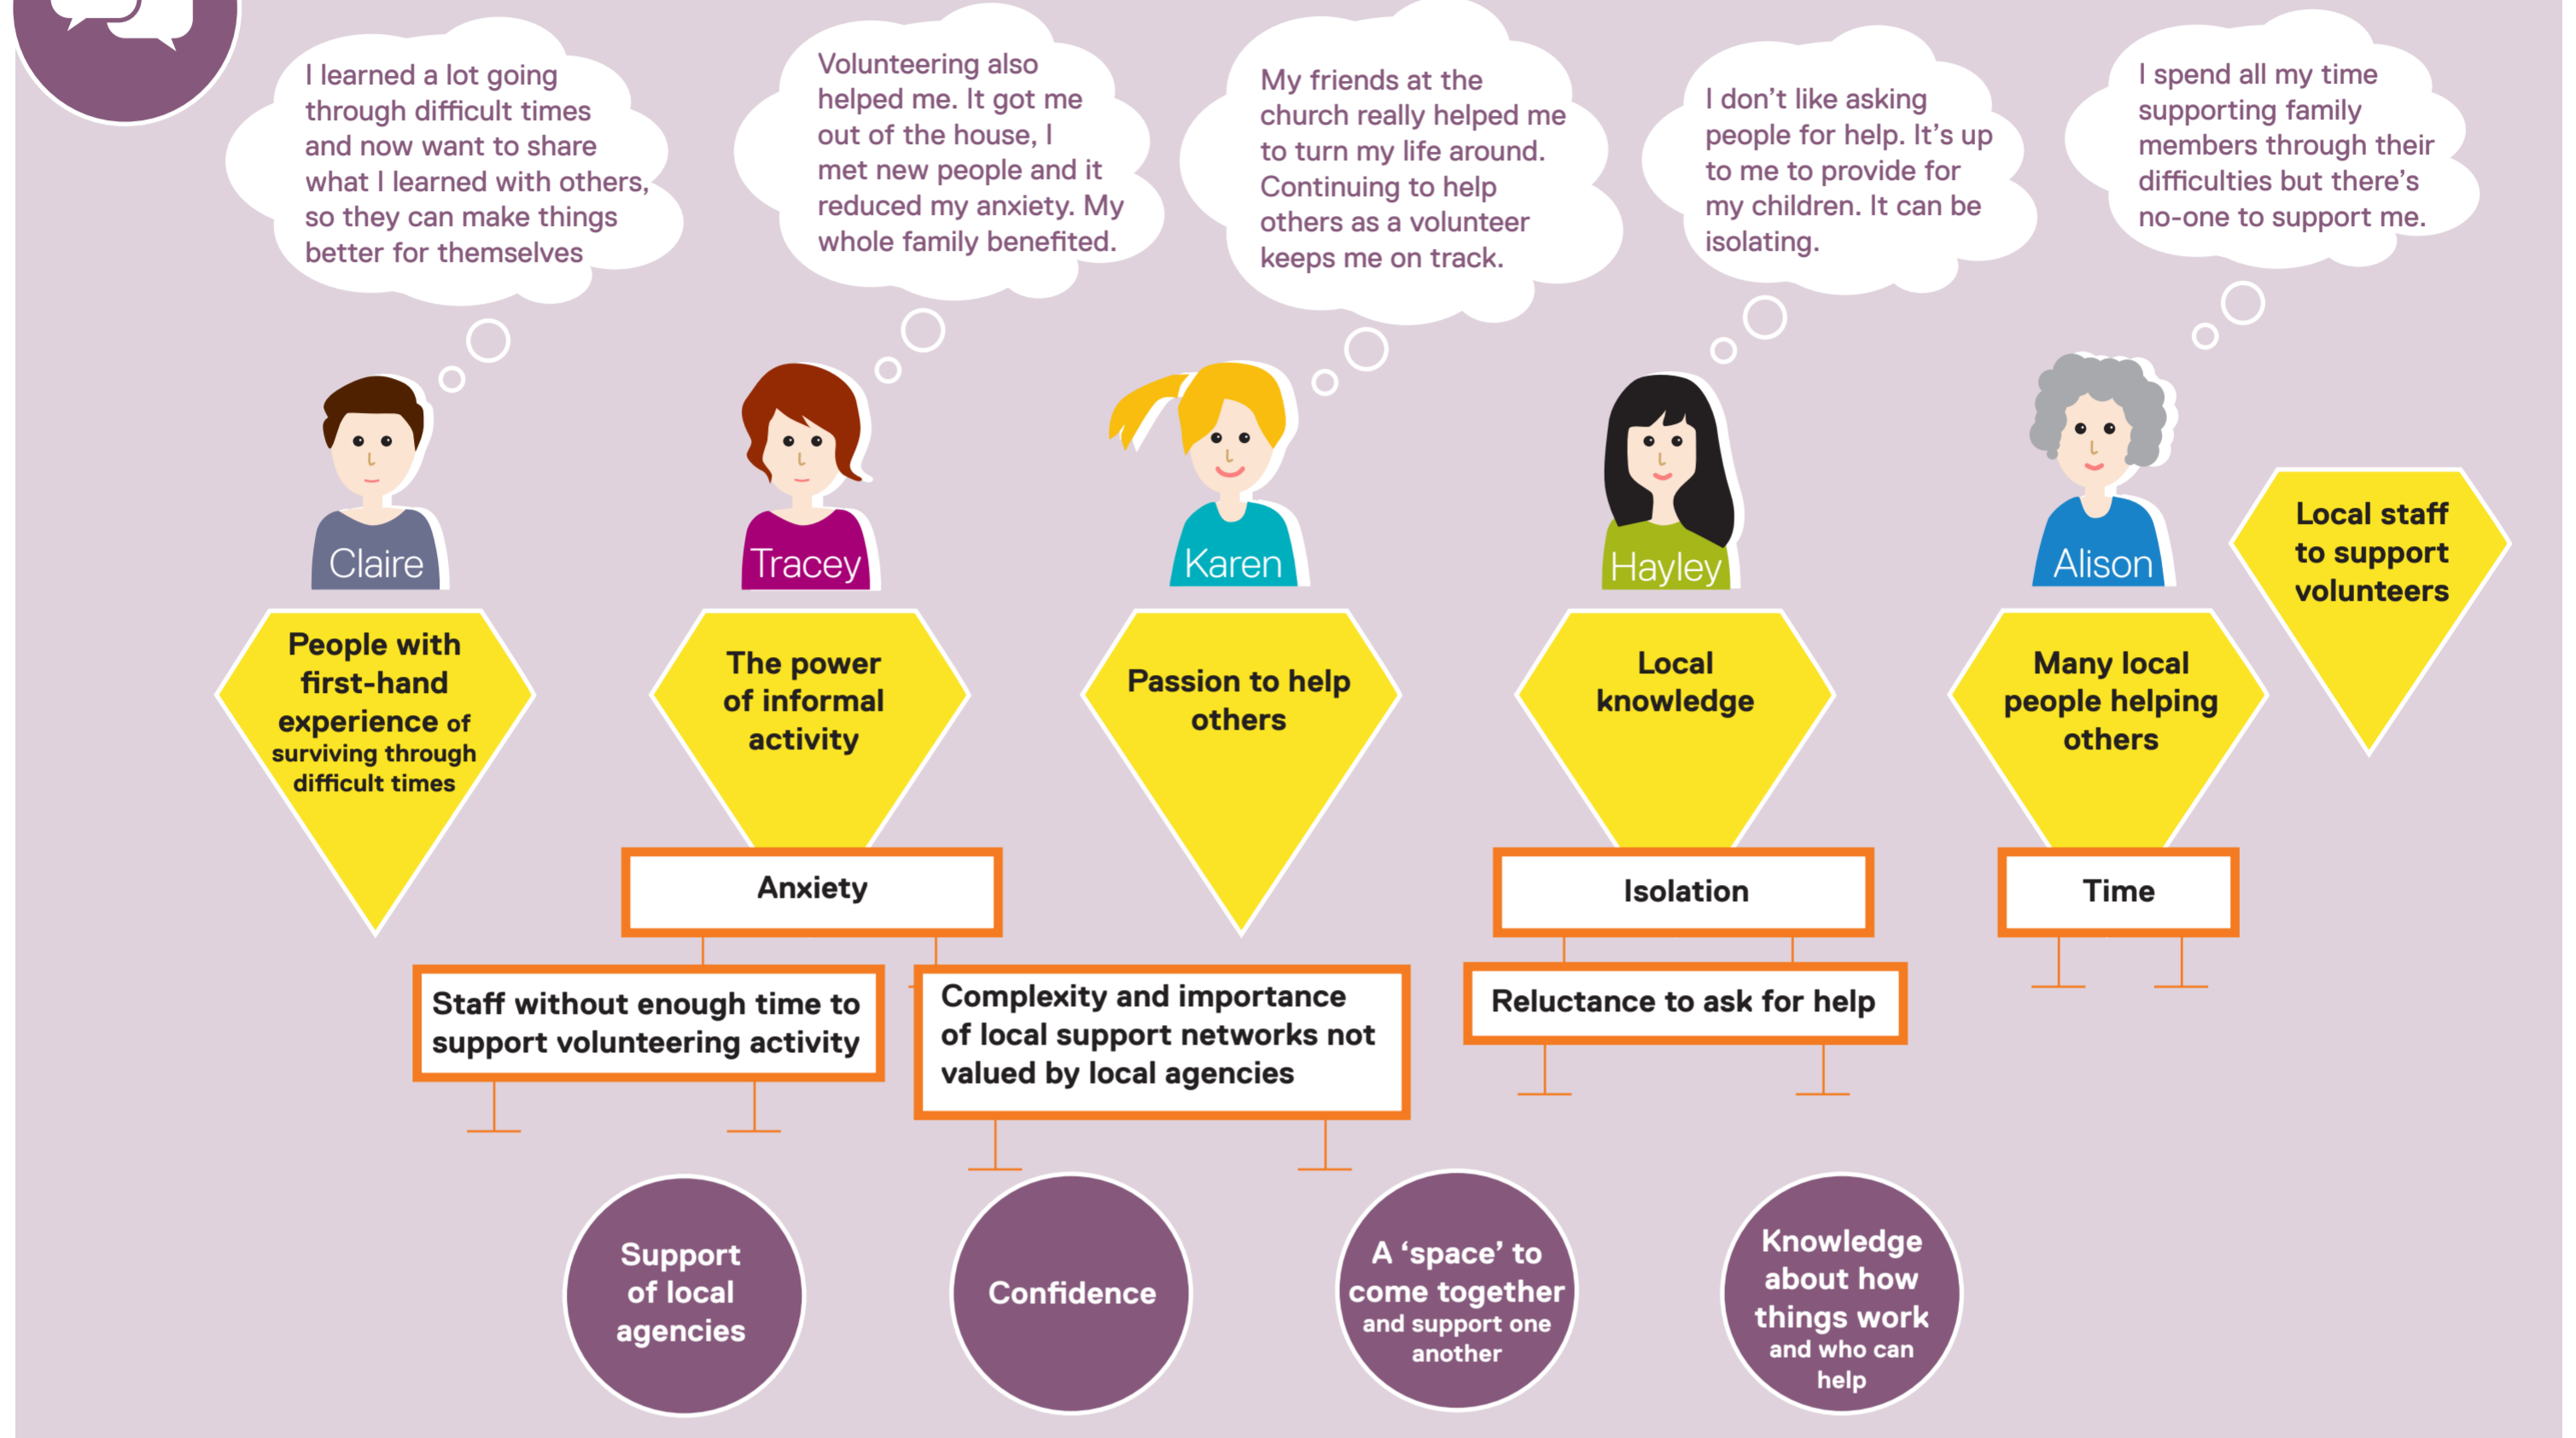 I learned a lot going
through difficult times
and now want to share
what I learned with others,
so they can make things
better for themselves
Volunteering also
helped me. It got me
out of the house, I
met new people and it
reduced my anxiety. My
whole family benefited.
My friends at the
church really helped me
to turn my life around.
Continuing to help
others as a volunteer
keeps me on track.
I don’t like asking
people for help. It’s up
to me to provide for
my children. It can be
isolating.
I spend all my time
supporting family
members through their
difficulties but there’s
no-one to support me.
Claire
Tracey
Karen
Hayley
Alison
Local staff
to support
volunteers
People with
first-hand
experience of
surviving through
difficult times
The power
of informal
activity
Passion to help
others
Local
knowledge
Many local
people helping
others
Anxiety
Isolation
Time
Staff without enough time to
support volunteering activity
Complexity and importance
of local support networks not
valued by local agencies
Reluctance to ask for help
Support
of local
agencies
Confidence
A ‘space’ to
come together
and support one
another
Knowledge
about how
things work
and who can
help